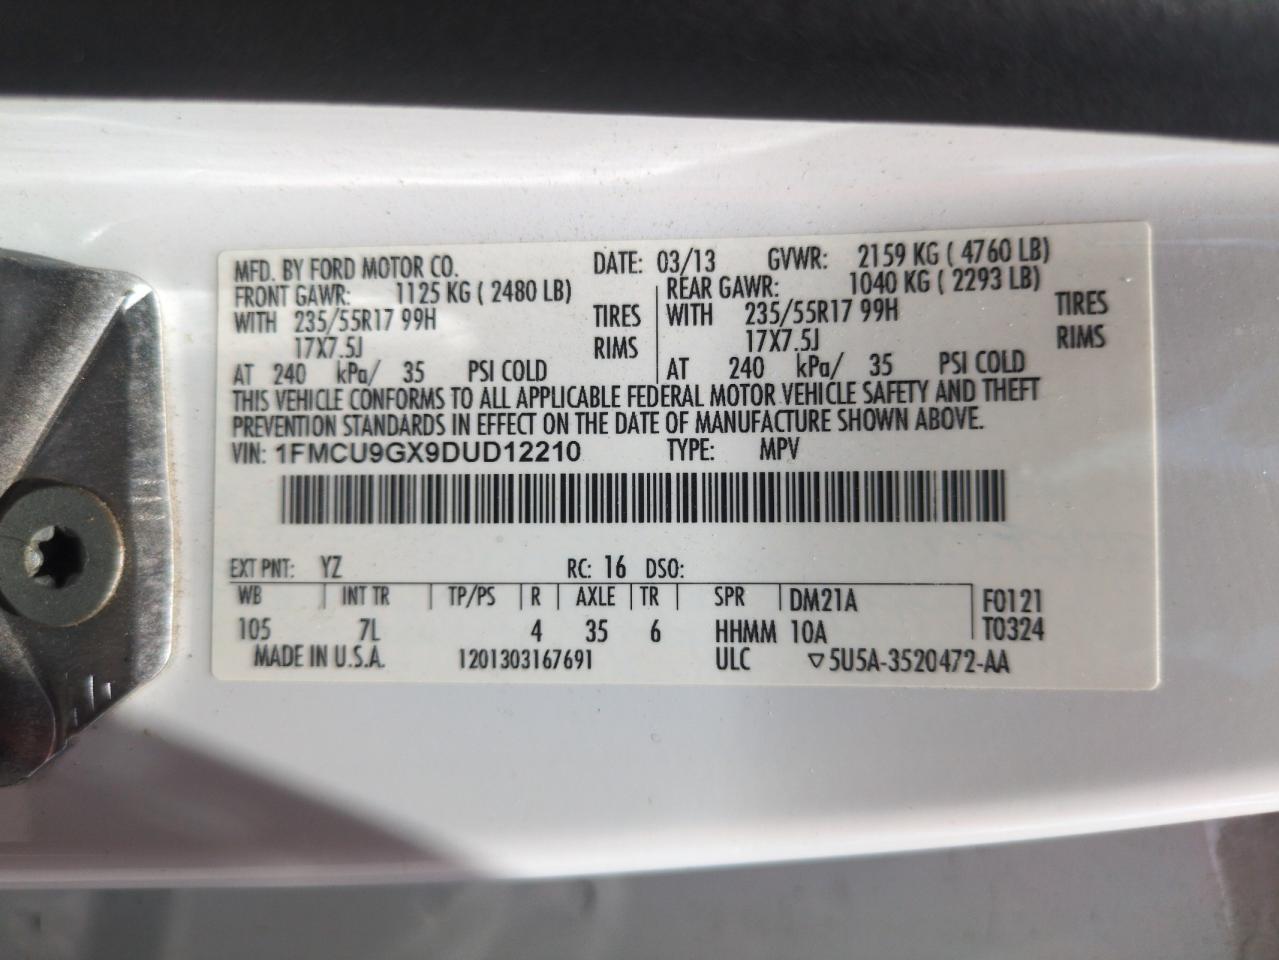 MFD. BY FORD MOTOR CO. DATE: 03/13 GVWR: 2159 KG ( 4760 LB)
FRONT GAWR: 1125 KG ( 2480 LB) REAR GAWR: 1040 KG ( 2293 LB)
WITH 235/55R17 99H TIRES WITH 235/55R17 99H TIRES
17X7.5J RIMS 17X7.5J RIMS
AT 240 kPa/ 35 PSI COLD AT 240 kPa/ 35 PSI COLD
THIS VEHICLE CONFORMS TO ALL APPLICABLE FEDERAL MOTOR VEHICLE SAFETY AND THEFT
PREVENTION STANDARDS IN EFFECT ON THE DATE OF MANUFACTURE SHOWN ABOVE.
VIN: 1FMCU9GX9DUD12210 TYPE: MPV
EXT PNT: YZ RC: 16 DSO:
WB INT TR TP/PS R AXLE TR SPR DM21A F0121
105 7L 4 35 6 HHMM 10A T0324
MADE IN U.S.A. 1201303167691 ULC ▽5U5A-3520472-AA